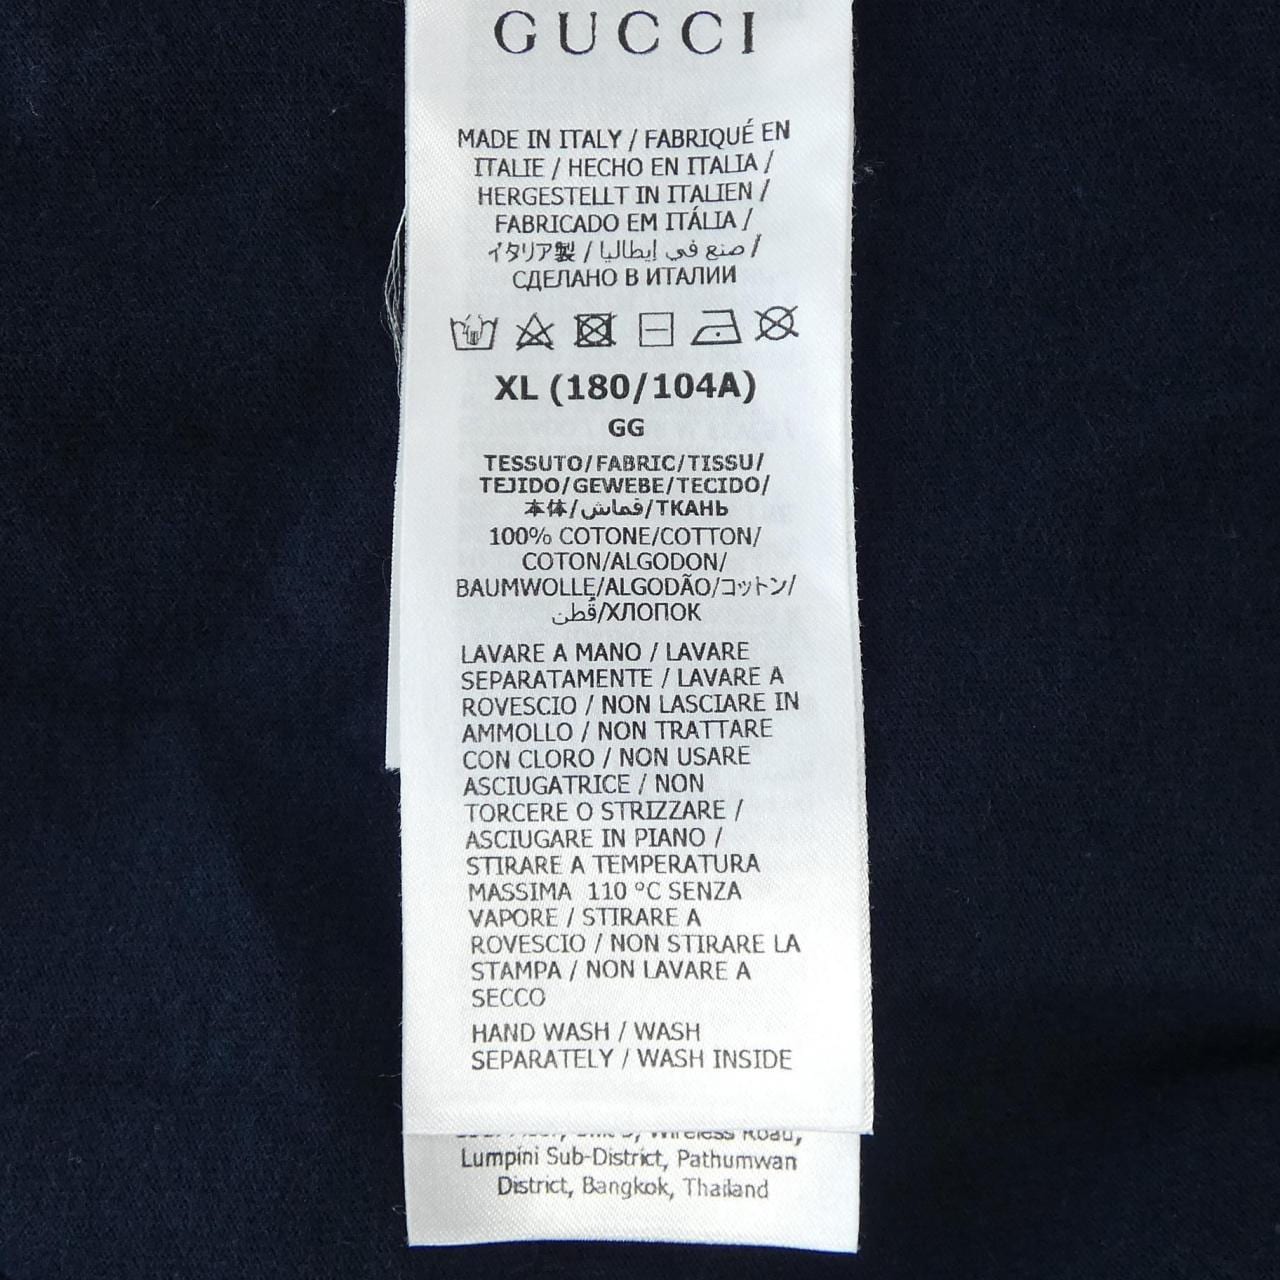 GUCCI
MADE IN ITALY / FABRIQUÉ EN
ITALIE / HECHO EN ITALIA /
HERGESTELLT IN ITALIEN /
FABRICADO EM ITÁLIA /
イタリア製 / صنع في إيطاليا /
СДЕЛАНО В ИТАЛИИ
XL (180/104A)
GG
TESSUTO/FABRIC/TISSU/
TEJIDO/GEWEBE/TECIDO/
本体/قماش/ТКАНЬ
100% COTONE/COTTON/
COTON/ALGODON/
BAUMWOLLE/ALGODÃO/コットン/
قُطن/ХЛОПОК
LAVARE A MANO / LAVARE
SEPARATAMENTE / LAVARE A
ROVESCIO / NON LASCIARE IN
AMMOLLO / NON TRATTARE
CON CLORO / NON USARE
ASCIUGATRICE / NON
TORCERE O STRIZZARE /
ASCIUGARE IN PIANO /
STIRARE A TEMPERATURA
MASSIMA 110 °C SENZA
VAPORE / STIRARE A
ROVESCIO / NON STIRARE LA
STAMPA / NON LAVARE A
SECCO
HAND WASH / WASH
SEPARATELY / WASH INSIDE
Wireless Road,
Lumpini Sub-District, Pathumwan
District, Bangkok, Thailand